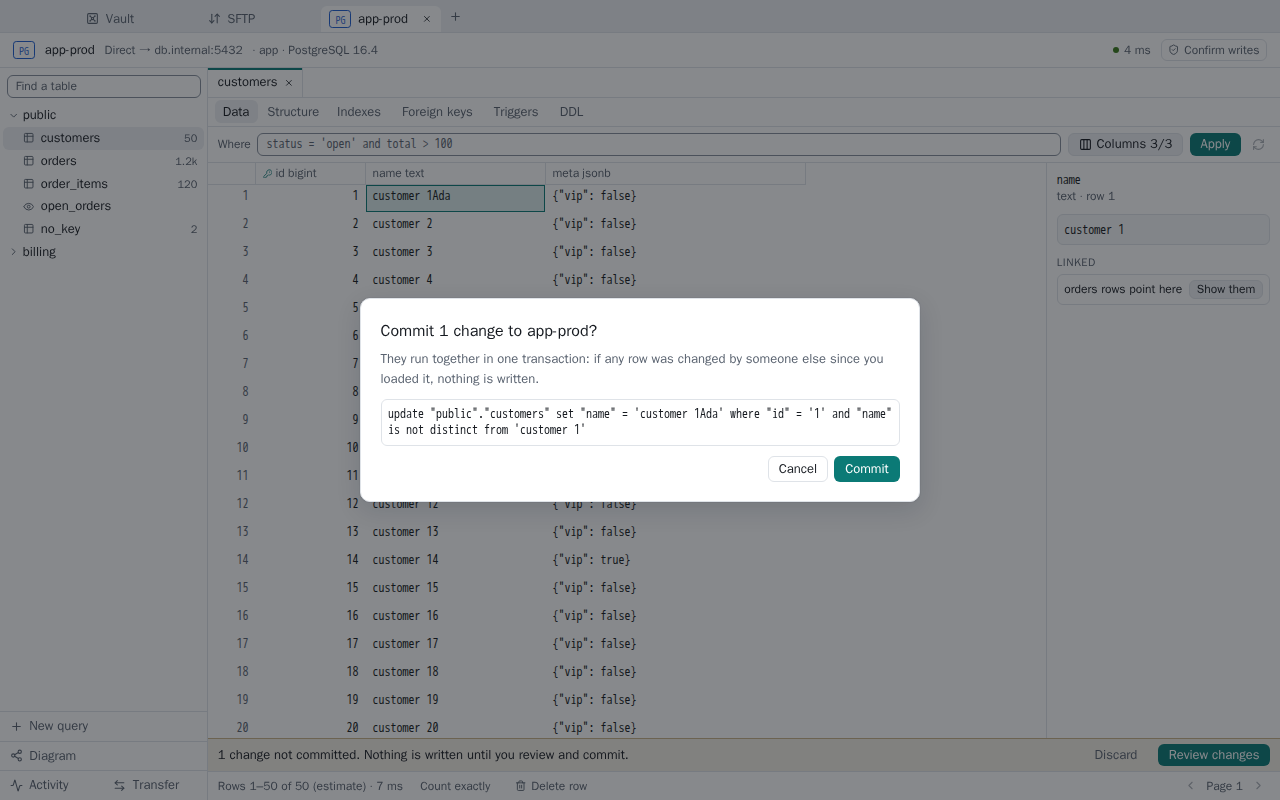 Vault
SFTP
PG app-prod
PG app-prod Direct → db.internal:5432 · app · PostgreSQL 16.4
4 ms
Confirm writes
Find a table
public
customers 50
orders 1.2k
order_items 120
open_orders
no_key 2
billing
New query
Diagram
Activity
Transfer
customers
Data Structure Indexes Foreign keys Triggers DDL
Where status = 'open' and total > 100
Columns 3/3
Apply
id bigint name text meta jsonb
1 1 customer 1Ada {"vip": false}
2 2 customer 2 {"vip": false}
3 3 customer 3 {"vip": false}
4 4 customer 4 {"vip": false}
5 5
6 6
7 7
8 8
9 9
10 10
11 11
12 12 customer 12 {"vip": false}
13 13 customer 13 {"vip": false}
14 14 customer 14 {"vip": true}
15 15 customer 15 {"vip": false}
16 16 customer 16 {"vip": false}
17 17 customer 17 {"vip": false}
18 18 customer 18 {"vip": false}
19 19 customer 19 {"vip": false}
20 20 customer 20 {"vip": false}
name
text · row 1
customer 1
LINKED
orders rows point here Show them
Commit 1 change to app-prod?
They run together in one transaction: if any row was changed by someone else since you
loaded it, nothing is written.
update "public"."customers" set "name" = 'customer 1Ada' where "id" = '1' and "name"
is not distinct from 'customer 1'
Cancel
Commit
1 change not committed. Nothing is written until you review and commit.
Discard
Review changes
Rows 1–50 of 50 (estimate) · 7 ms
Count exactly
Delete row
Page 1